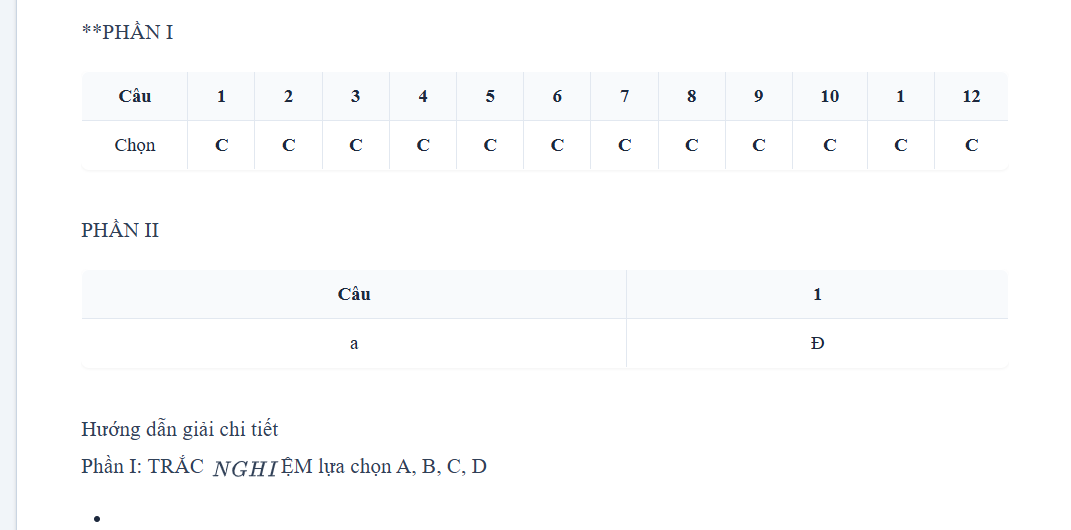 **PHẦN I
Câu 1 2 3 4 5 6 7 8 9 10 1 12
Chọn C C C C C C C C C C C C
PHẦN II
Câu 1
a Đ
Hướng dẫn giải chi tiết
Phần I: TRẮC NGHIỆM lựa chọn A, B, C, D